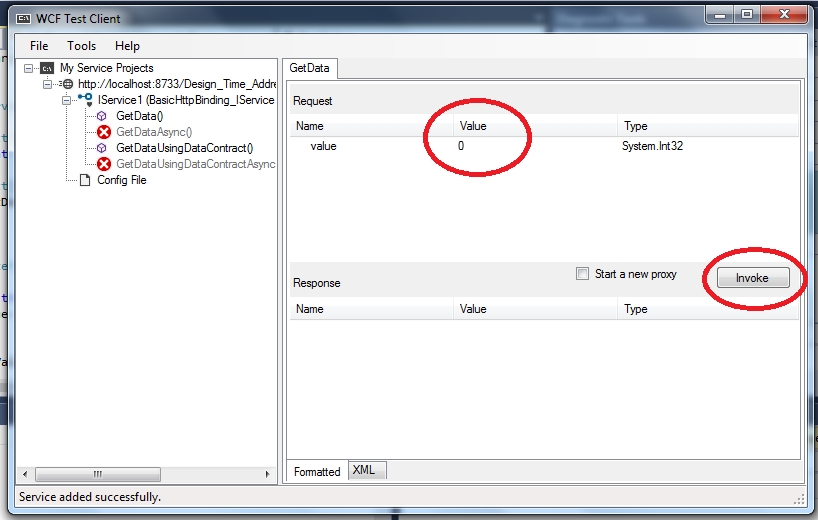 WCF Test Client
File Tools Help
My Service Projects
http://localhost:8733/Design_Time_Addre
IService1 (BasicHttpBinding_IService
GetData()
GetDataAsync()
GetDataUsingDataContract()
GetDataUsingDataContractAsync
Config File
GetData
Request
Name Value Type
value 0 System.Int32
Response
Start a new proxy
Invoke
Name Value Type
Formatted XML
Service added successfully.